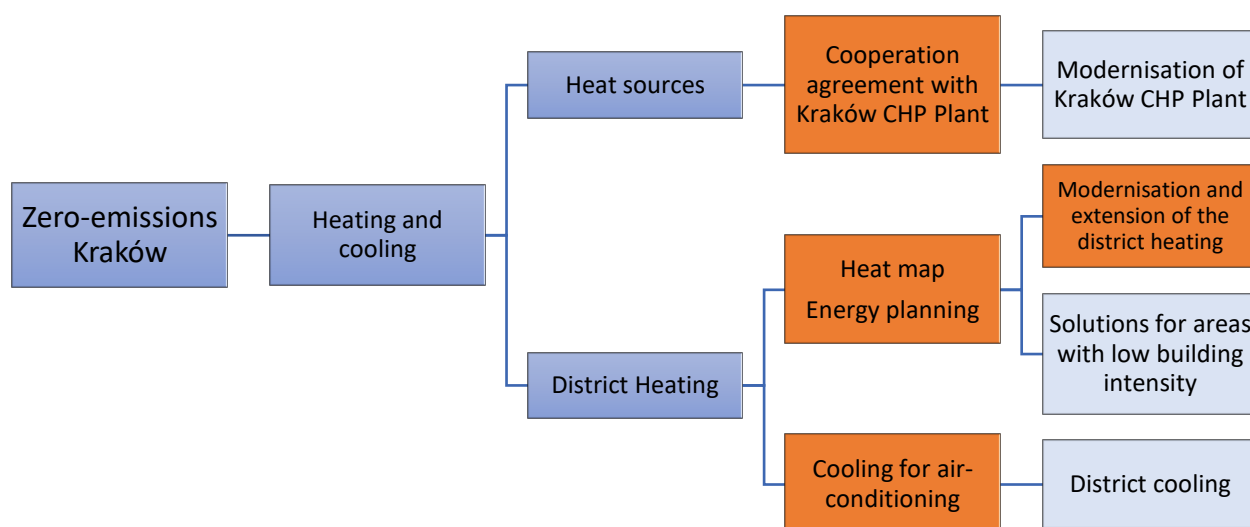 Zero-emissions
Kraków
Heating and
cooling
Heat sources
Cooperation
agreement with
Kraków CHP Plant
Modernisation of
Kraków CHP Plant
District Heating
Heat map
Energy planning
Modernisation and
extension of the
district heating
Solutions for areas
with low building
intensity
Cooling for air-
conditioning
District cooling